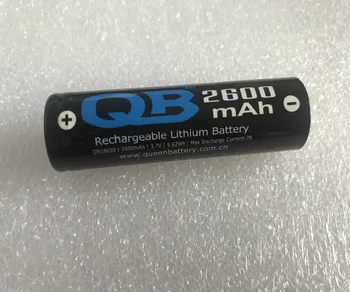 QB 2600 mAh
Rechargeable Lithium Battery
QR18650 | 2600mAh | 3.7V | 9.62Wh | Max Discharge Current:7A
www.queenbattery.com.cn